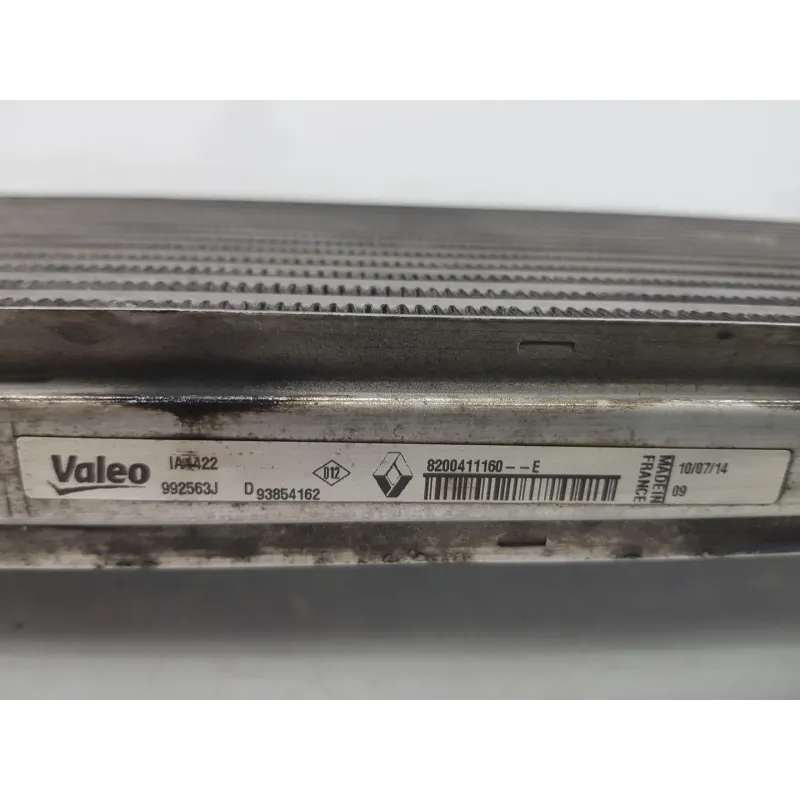 Valeo
IA1422
992563J D 93854162
012
8200411160--E
MADE IN
FRANCE
10/07/14
09